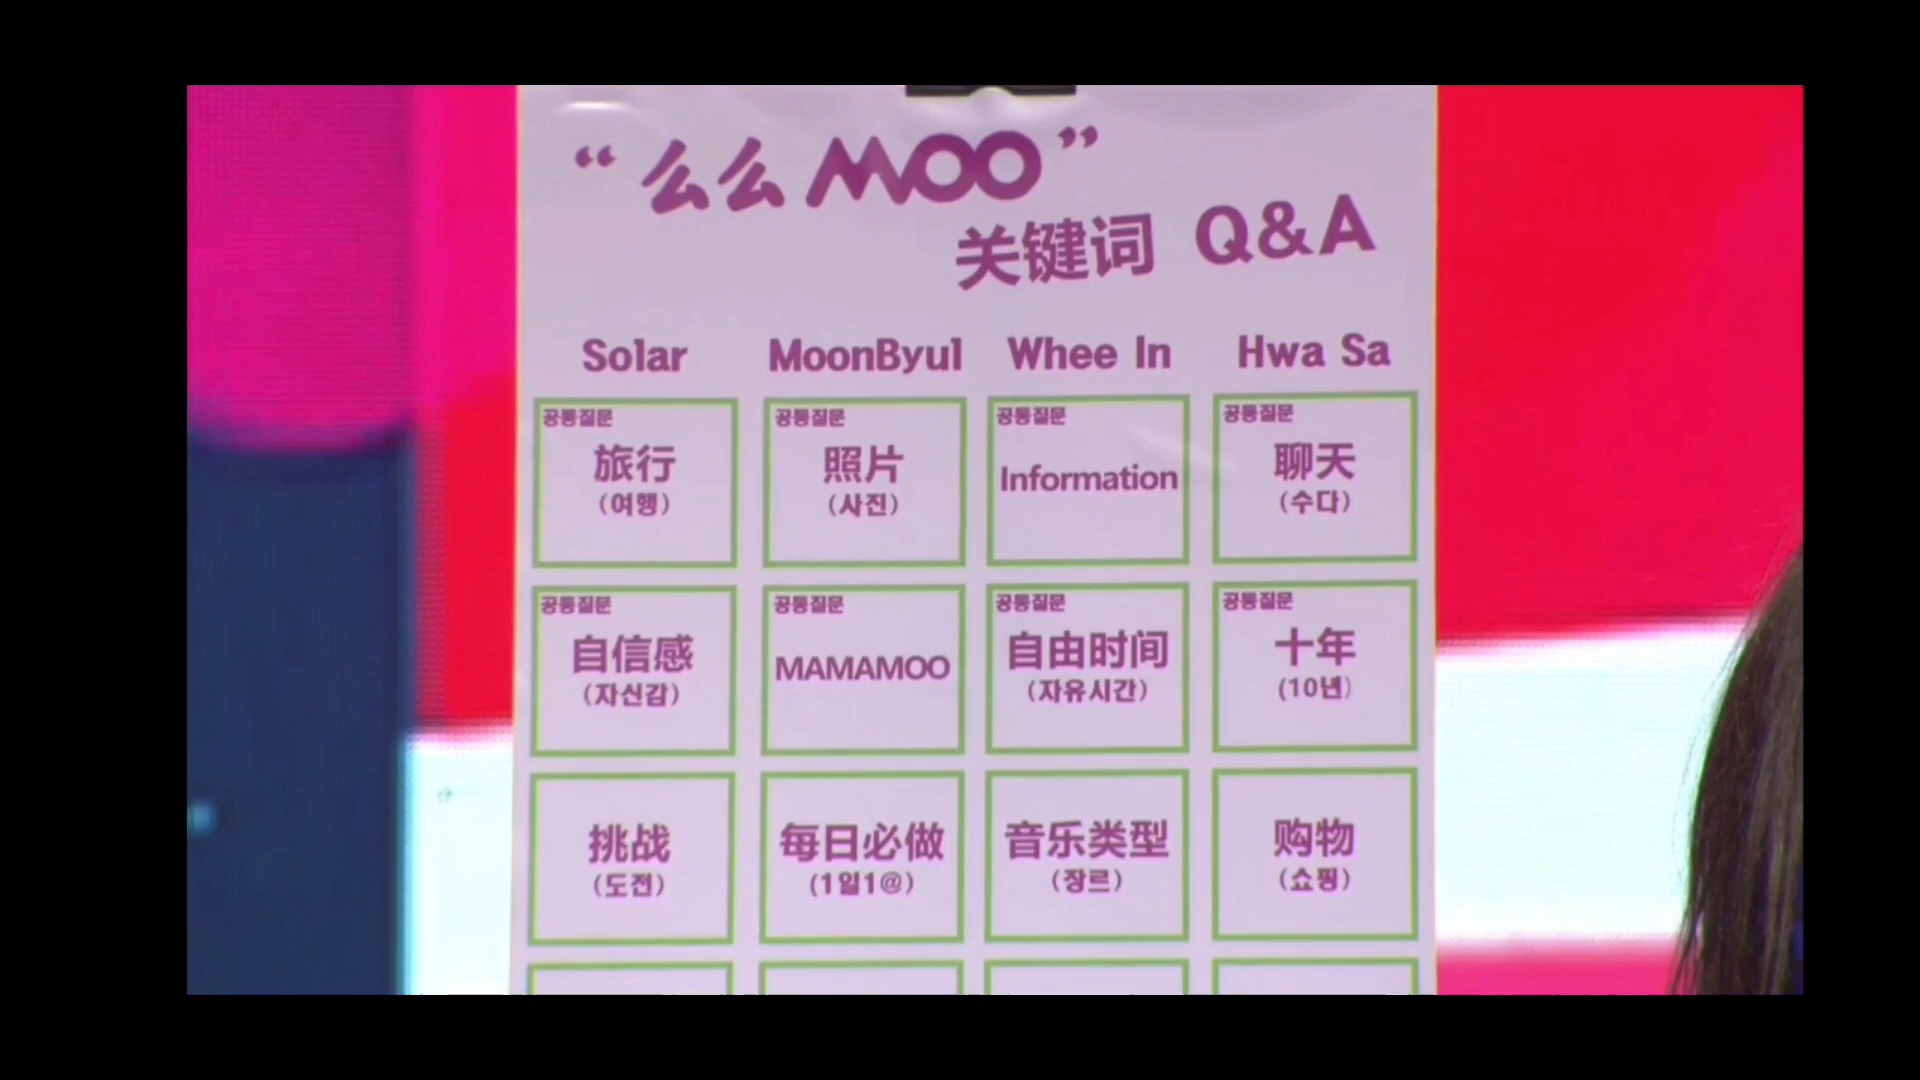 “么么MOO”
关键词 Q&A
Solar MoonByul Whee In Hwa Sa
공통질문 공통질문 공통질문 공통질문
旅行 照片 Information 聊天
(여행) (사진) (수다)
공통질문 공통질문 공통질문 공통질문
自信感 MAMAMOO 自由时间 十年
(자신감) (자유시간) (10년)
挑战 每日必做 音乐类型 购物
(도전) (1일1@) (장르) (쇼핑)